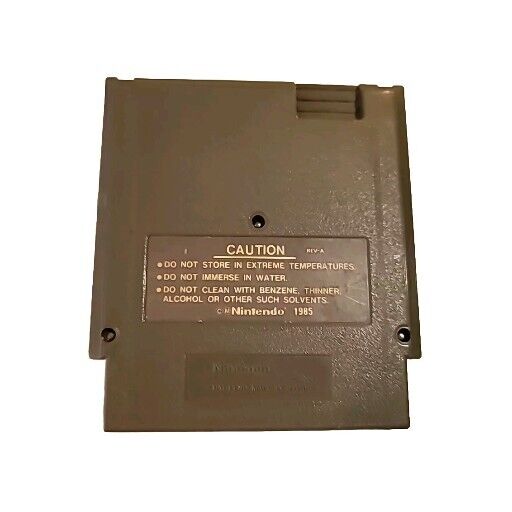 CAUTION REV-A
• DO NOT STORE IN EXTREME TEMPERATURES.
• DO NOT IMMERSE IN WATER.
• DO NOT CLEAN WITH BENZENE, THINNER,
ALCOHOL OR OTHER SUCH SOLVENTS.
Nintendo 1985
Nintendo